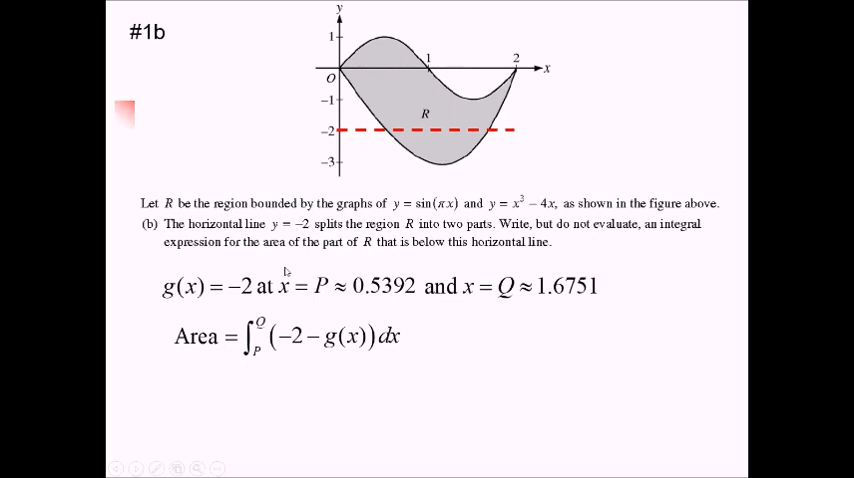 #1b
y
1
1
2
x
O
−1
R
−2
−3
Let R be the region bounded by the graphs of y = sin(πx) and y = x³ − 4x, as shown in the figure above.
(b) The horizontal line y = −2 splits the region R into two parts. Write, but do not evaluate, an integral
expression for the area of the part of R that is below this horizontal line.
g(x) = −2 at x = P ≈ 0.5392 and x = Q ≈ 1.6751
Area = ∫_P^Q (−2 − g(x)) dx